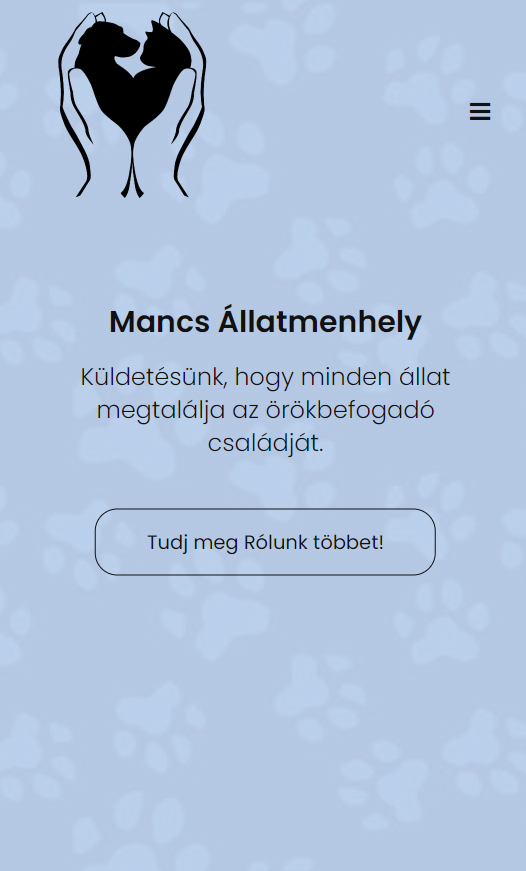 Mancs Állatmenhely
Küldetésünk, hogy minden állat
megtalálja az örökbefogadó
családját.
Tudj meg Rólunk többet!